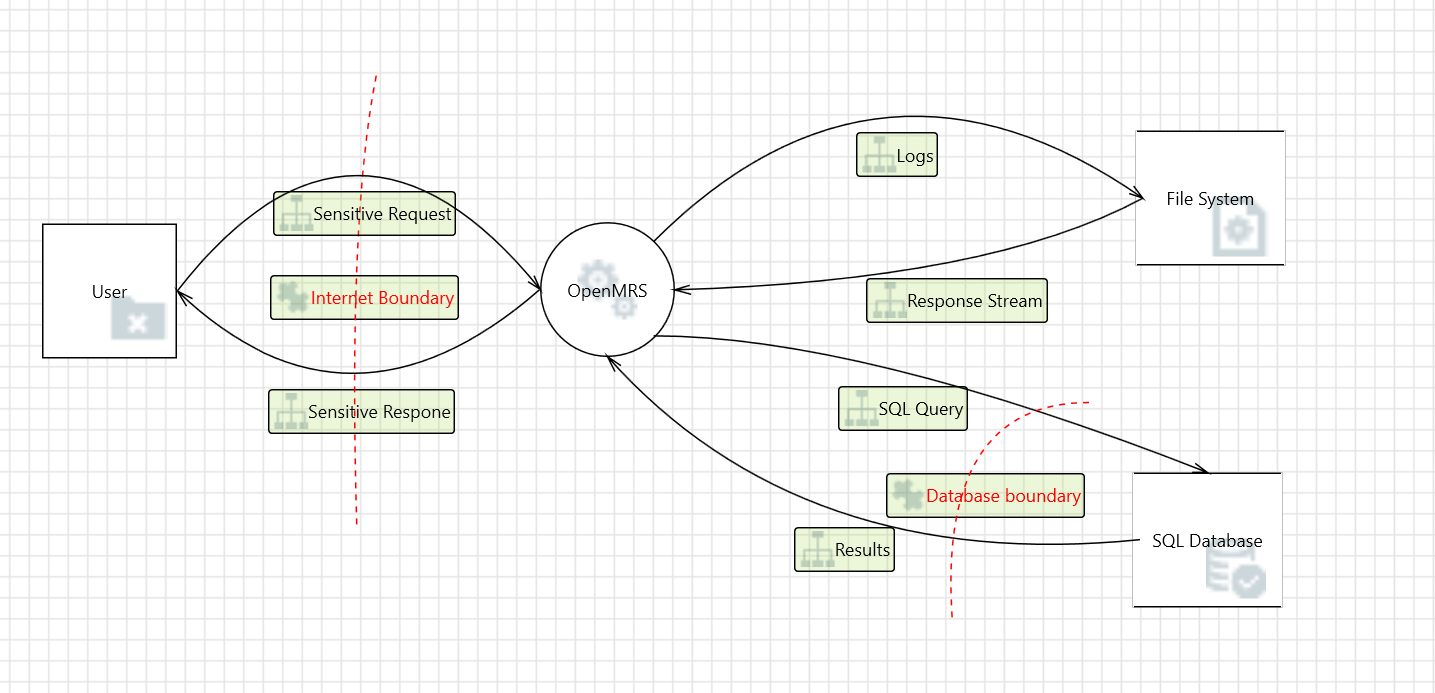 Logs
File System
Sensitive Request
User
Internet Boundary
OpenMRS
Response Stream
Sensitive Respone
SQL Query
Database boundary
Results
SQL Database